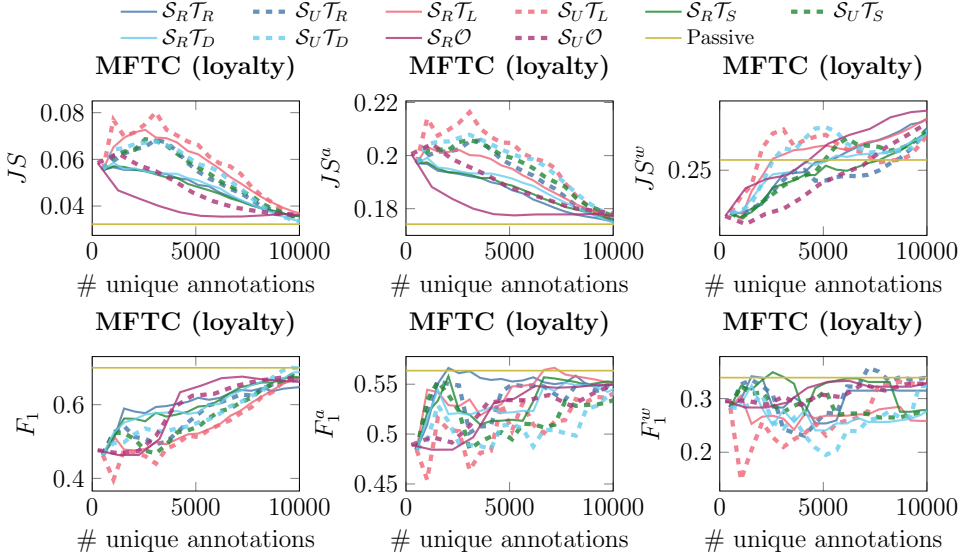 S_R T_R S_U T_R S_R T_L S_U T_L S_R T_S S_U T_S
S_R T_D S_U T_D S_R O S_U O Passive
MFTC (loyalty) MFTC (loyalty) MFTC (loyalty)
JS
0.08
0.06
0.04
0 5000 10000
# unique annotations
JS^a
0.22
0.2
0.18
0 5000 10000
# unique annotations
JS^w
0.25
0 5000 10000
# unique annotations
MFTC (loyalty) MFTC (loyalty) MFTC (loyalty)
F_1
0.6
0.4
0 5000 10000
# unique annotations
F_1^a
0.55
0.5
0.45
0 5000 10000
# unique annotations
F_1^w
0.3
0.2
0 5000 10000
# unique annotations